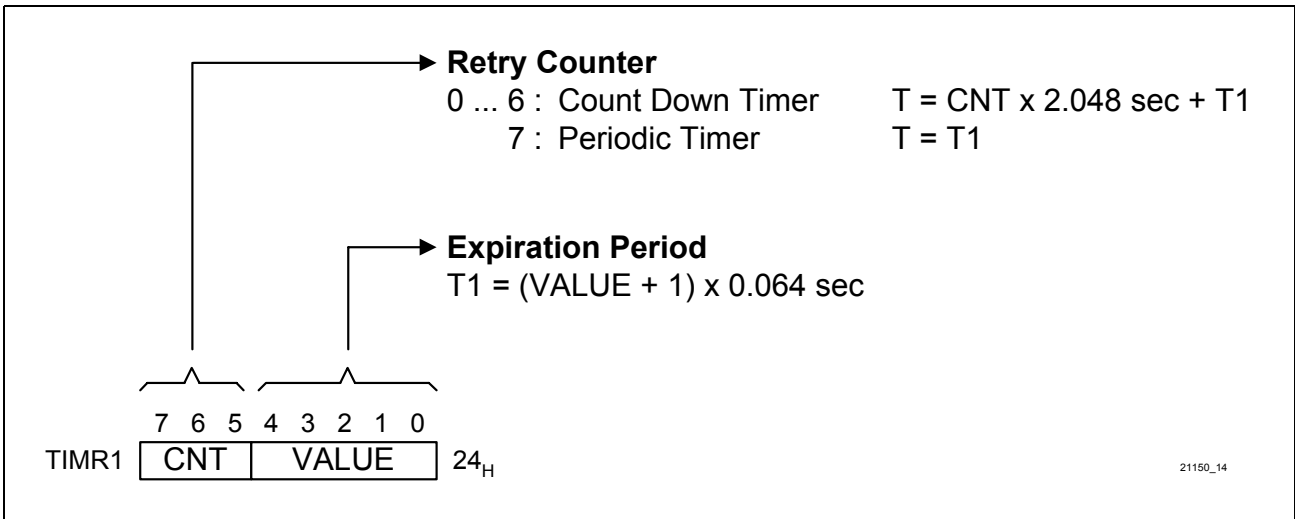 Retry Counter
0 ... 6 : Count Down Timer T = CNT x 2.048 sec + T1
7 : Periodic Timer T = T1
Expiration Period
T1 = (VALUE + 1) x 0.064 sec
7 6 5 4 3 2 1 0
TIMR1 CNT VALUE 24H
21150_14